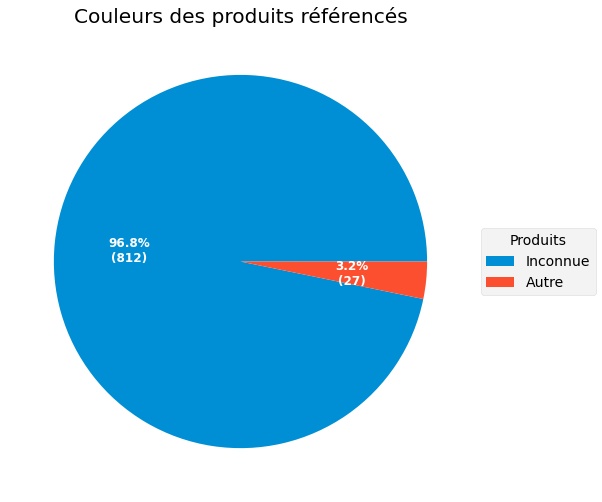 Couleurs des produits référencés
96.8%
(812)
3.2%
(27)
Produits
Inconnue
Autre